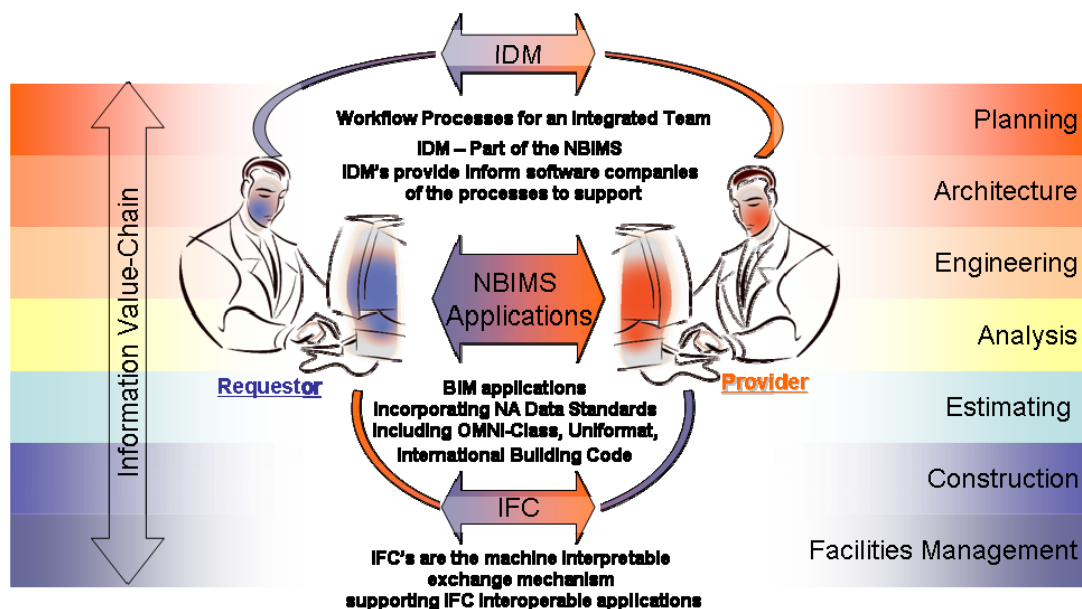 IDM
Workflow Processes for an Integrated Team
IDM – Part of the NBIMS
IDM's provide Inform software companies
of the processes to support
Information Value-Chain
NBIMS
Applications
Requestor
Provider
BIM applications
Incorporating NA Data Standards
Including OMNI-Class, Uniformat,
International Building Code
IFC
IFC's are the machine Interpretable
exchange mechanism
supporting IFC Interoperable applications
Planning
Architecture
Engineering
Analysis
Estimating
Construction
Facilities Management